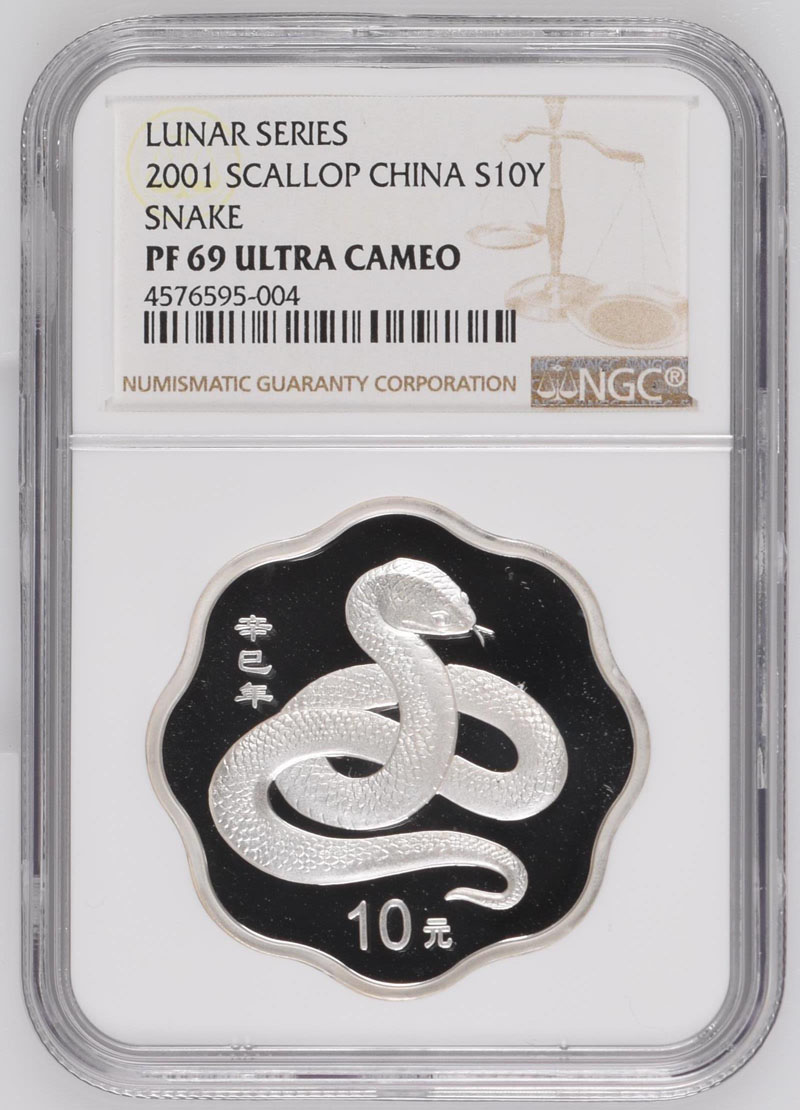 LUNAR SERIES
2001 SCALLOP CHINA S10Y
SNAKE
PF 69 ULTRA CAMEO
4576595-004
NUMISMATIC GUARANTY CORPORATION
NGC®
辛巳年
10元